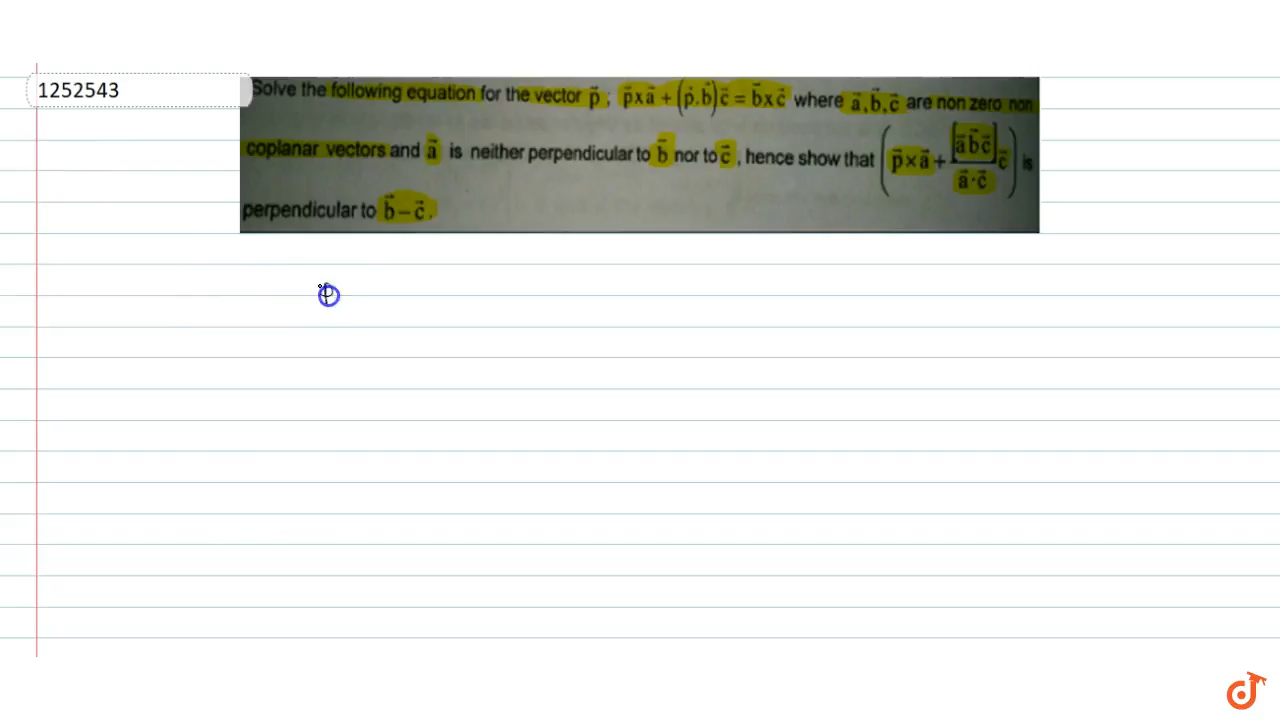 1252543
Solve the following equation for the vector p⃗ ; p⃗ x a⃗ + (p⃗.b⃗) c⃗ = b⃗ x c⃗ where a⃗, b⃗, c⃗ are non zero non
coplanar vectors and a⃗ is neither perpendicular to b⃗ nor to c⃗, hence show that (p⃗ × a⃗ + [a⃗ b⃗ c⃗] / a⃗ · c⃗ c⃗) is
perpendicular to b⃗ – c⃗.
p